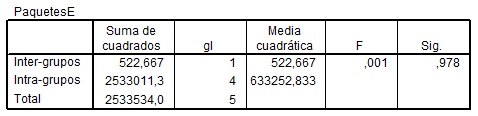 PaquetesE
Suma de cuadrados gl Media cuadrática F Sig.
Inter-grupos 522,667 1 522,667 ,001 ,978
Intra-grupos 2533011,3 4 633252,833
Total 2533534,0 5